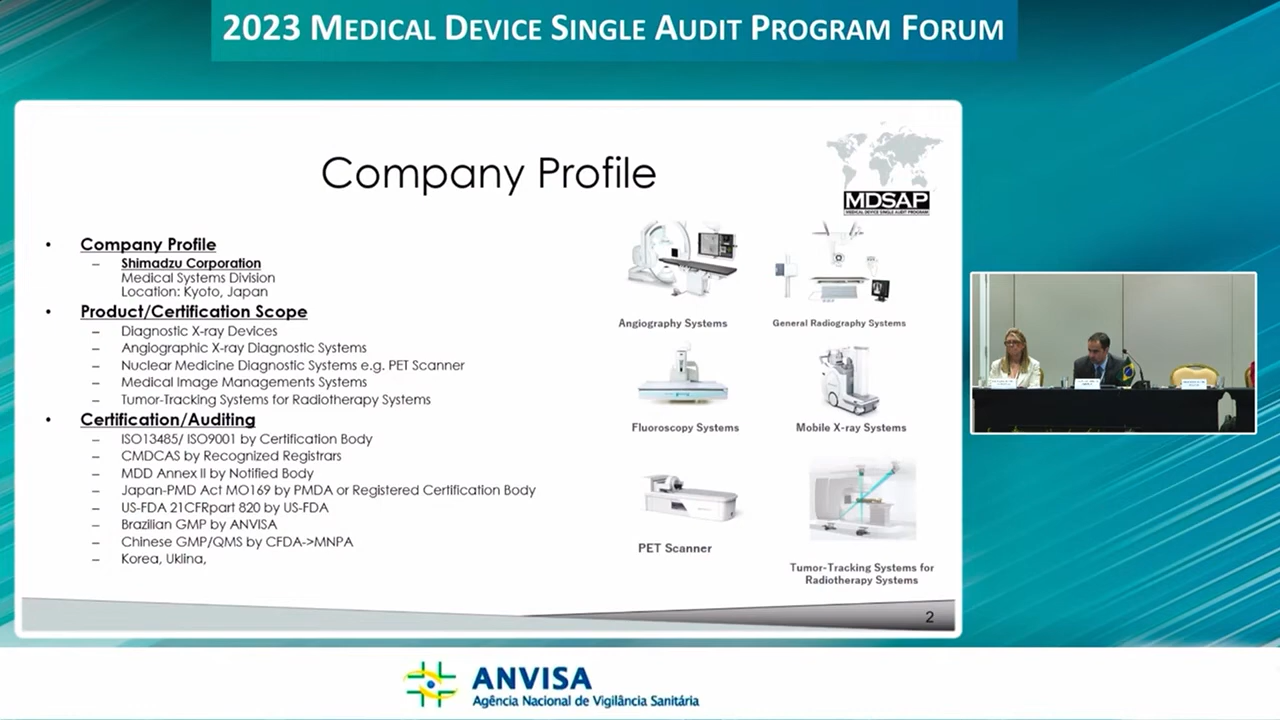 2023 MEDICAL DEVICE SINGLE AUDIT PROGRAM FORUM
Company Profile
MDSAP
MEDICAL DEVICE SINGLE AUDIT PROGRAM
• Company Profile
– Shimadzu Corporation
Medical Systems Division
Location: Kyoto, Japan
• Product/Certification Scope
– Diagnostic X-ray Devices
– Angiographic X-ray Diagnostic Systems
– Nuclear Medicine Diagnostic Systems e.g. PET Scanner
– Medical Image Managements Systems
– Tumor-Tracking Systems for Radiotherapy Systems
• Certification/Auditing
– ISO13485/ ISO9001 by Certification Body
– CMDCAS by Recognized Registrars
– MDD Annex II by Notified Body
– Japan-PMD Act MO169 by PMDA or Registered Certification Body
– US-FDA 21CFRpart 820 by US-FDA
– Brazilian GMP by ANVISA
– Chinese GMP/QMS by CFDA->MNPA
– Korea, Uklina,
Angiography Systems
General Radiography Systems
Fluoroscopy Systems
Mobile X-ray Systems
PET Scanner
Tumor-Tracking Systems for
Radiotherapy Systems
2
ANVISA
Agência Nacional de Vigilância Sanitária